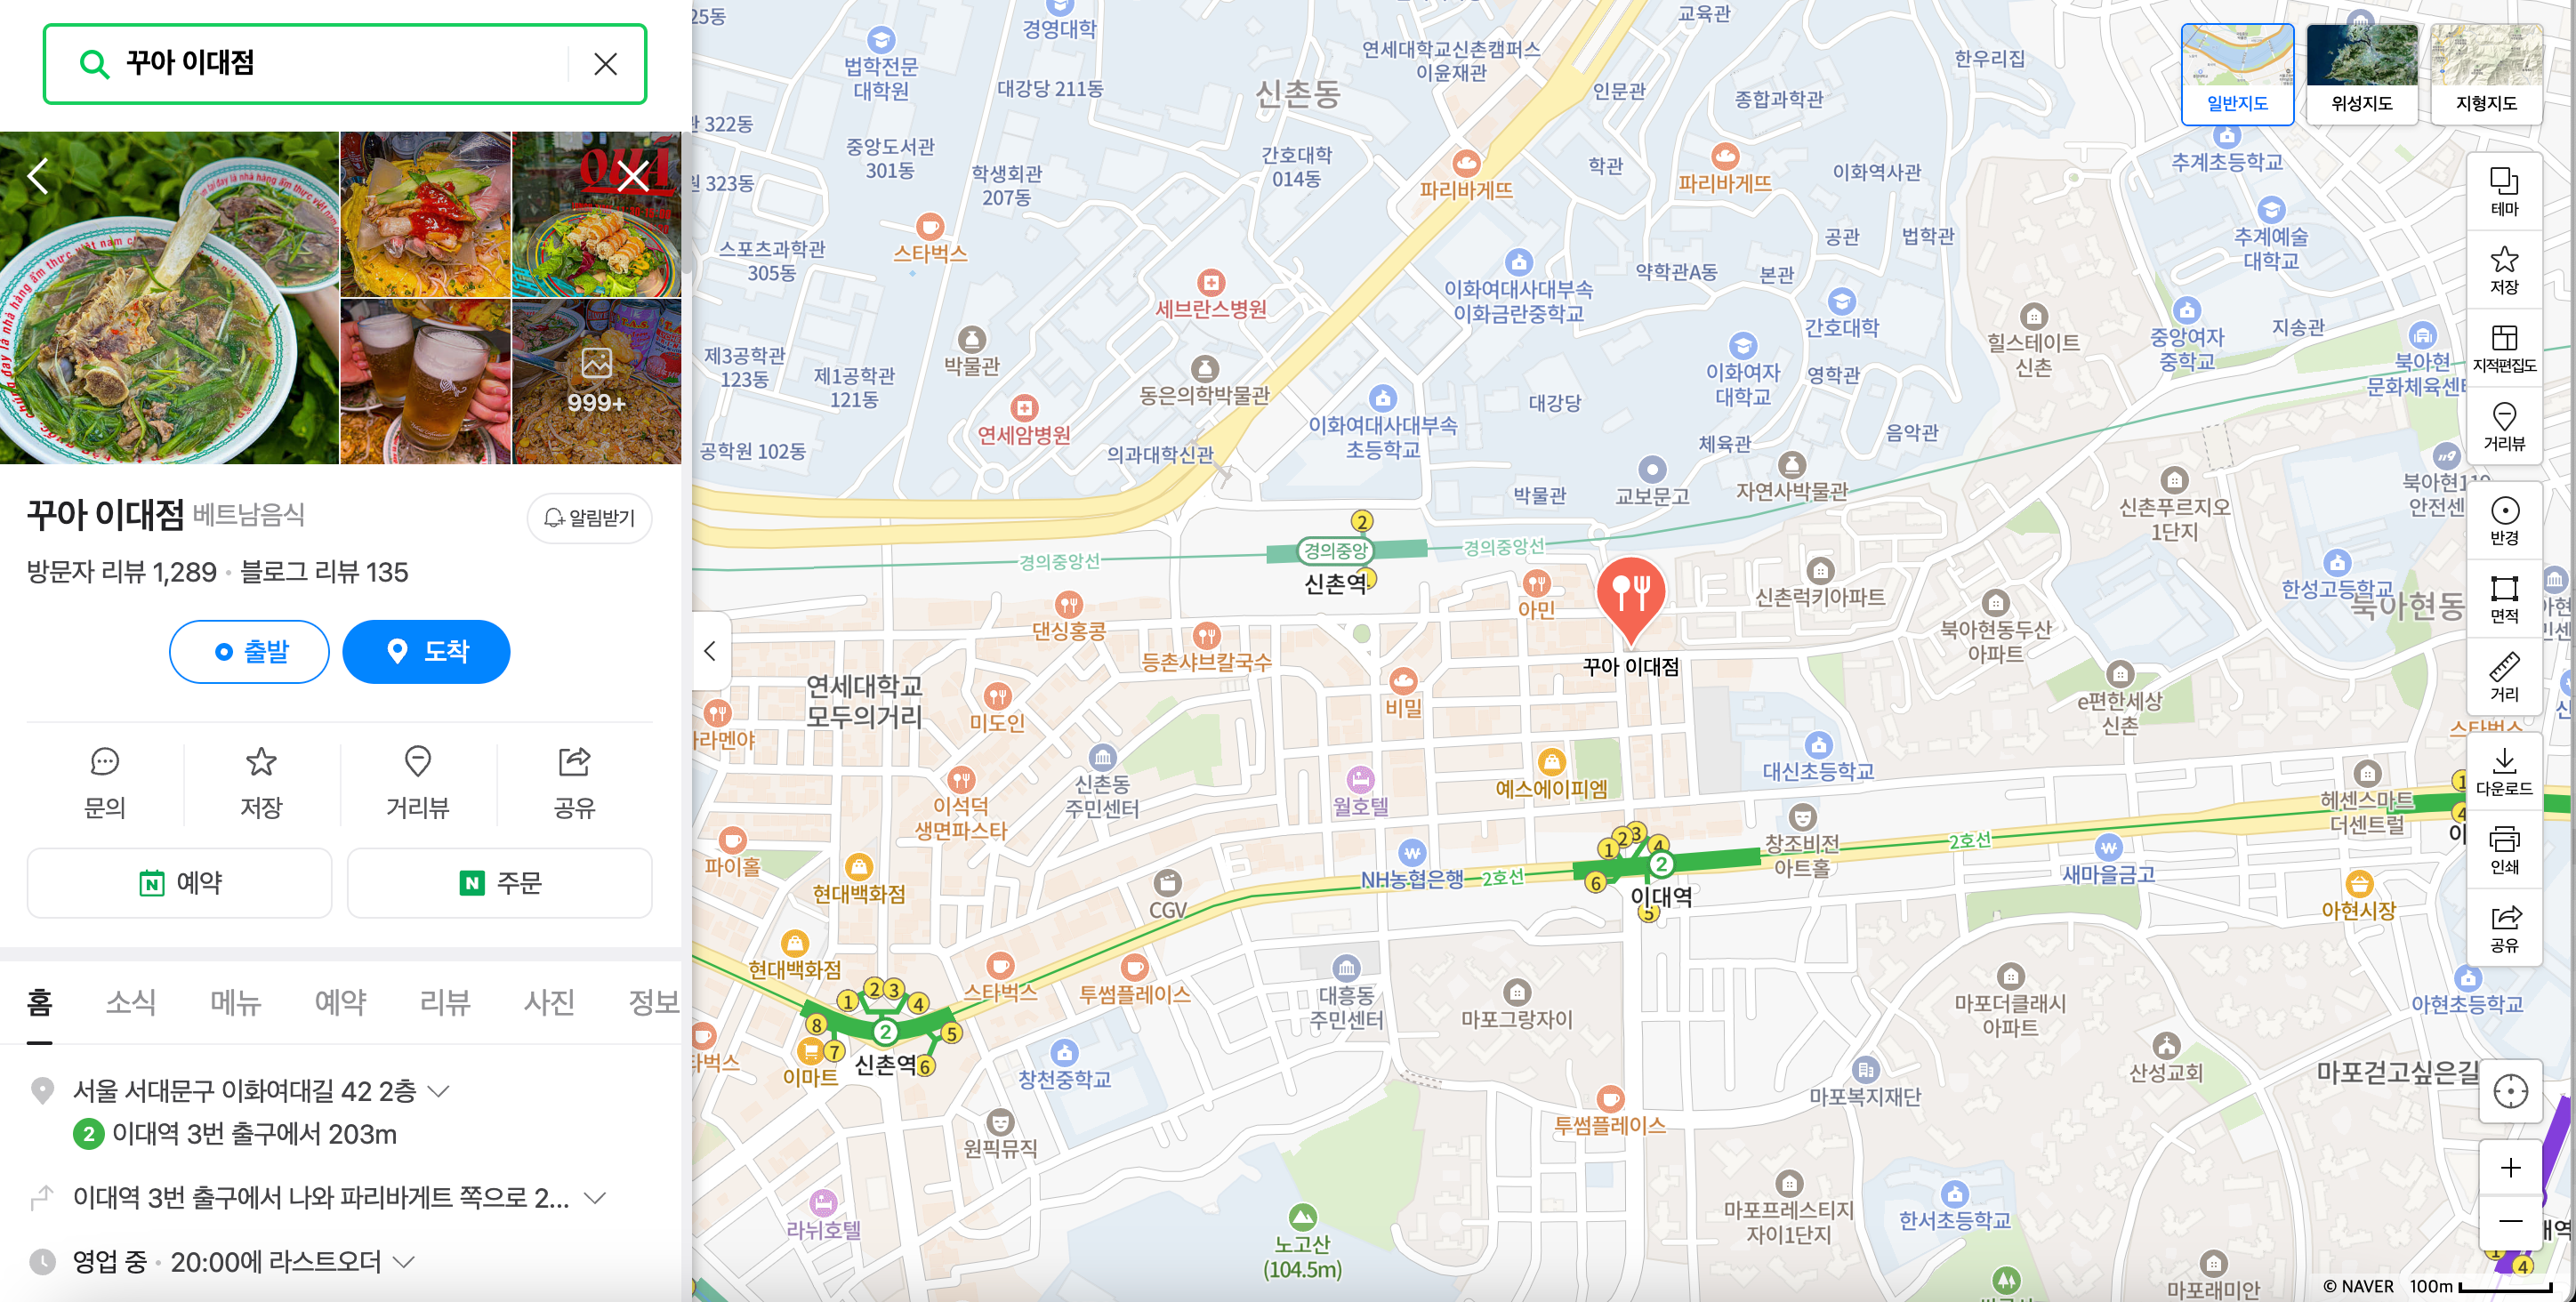 꾸아 이대점
999+
꾸아 이대점 베트남음식
알림받기
방문자 리뷰 1,289 · 블로그 리뷰 135
출발
도착
문의
저장
거리뷰
공유
예약
주문
홈 소식 메뉴 예약 리뷰 사진 정보
서울 서대문구 이화여대길 42 2층
2 이대역 3번 출구에서 203m
이대역 3번 출구에서 나와 파리바게트 쪽으로 2...
영업 중 · 20:00에 라스트오더
25동
경영대학
법학전문
대학원
대강당 211동
신촌동
연세대학교신촌캠퍼스
이윤재관
교육관
한우리집
인문관
종합과학관
일반지도
위성지도
지형지도
관 322동
중앙도서관
301동
학생회관
207동
간호대학
014동
파리바게뜨
학관
파리바게뜨
이화역사관
추계초등학교
323동
스포츠과학관
305동
스타벅스
세브란스병원
이화여대사대부속
이화금란중학교
약학관A동
본관
공관
법학관
추계예술
대학교
간호대학
힐스테이트
신촌
중앙여자
중학교
지송관
북아현
문화체육센터
제3공학관
123동
제1공학관
121동
박물관
동은의학박물관
이화여자
대학교
영학관
대강당
공학원 102동
연세암병원
의과대학신관
이화여대사대부속
초등학교
체육관
음악관
박물관
교보문고
자연사박물관
신촌푸르지오
1단지
북아현119
안전센
경의중앙선
2
경의중앙
신촌역
경의중앙선
아민
꾸아 이대점
신촌럭키아파트
북아현동두산
아파트
한성고등학교
북아현동
댄싱홍콩
등촌샤브칼국수
비밀
e편한세상
신촌
스타벅스
연세대학교
모두의거리
미도인
라멘야
이석덕
생면파스타
신촌동
주민센터
월호텔
예스에이피엠
대신초등학교
파이홀
현대백화점
CGV
NH농협은행
2호선
1
2
3
4
2
6
이대역
5
창조비전
아트홀
2호선
새마을금고
헤센스마트
더센트럴
아현시장
현대백화점
스타벅스
투썸플레이스
대흥동
주민센터
마포그랑자이
마포더클래시
아파트
아현초등학교
1
2
3
4
8
7
2
5
6
신촌역
이마트
타벅스
창천중학교
산성교회
마포걷고싶은길
마포복지재단
원픽뮤직
투썸플레이스
라뉘호텔
노고산
(104.5m)
마포프레스티지
자이1단지
한서초등학교
마포래미안
테마
저장
지적편집도
거리뷰
반경
면적
거리
다운로드
인쇄
공유
4
© NAVER 100m